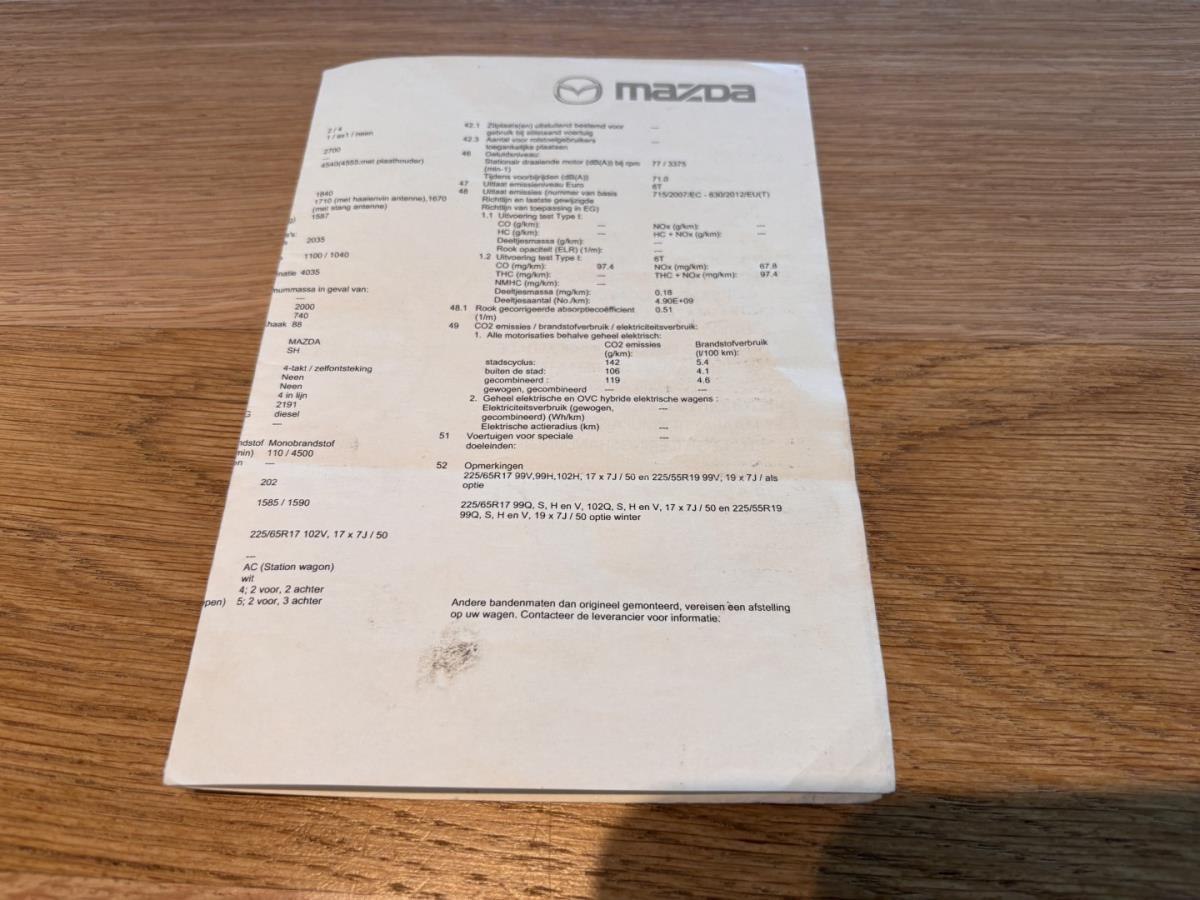 mazda
2 / 4
1 / as1 / neen
2700
---
4540(4555:met plaathouder)
1840
1710 (met haaienvin antenne),1670
(met stang antenne)
1587
's:
2035
1100 / 1040
natie 4035
nummassa in geval van:
---
2000
740
haak 88
MAZDA
SH
4-takt / zelfontsteking
Neen
Neen
4 in lijn
2191
G diesel
---
ndstof Monobrandstof
min) 110 / 4500
en ---
202
1585 / 1590
225/65R17 102V, 17 x 7J / 50
---
AC (Station wagon)
wit
4; 2 voor, 2 achter
open) 5; 2 voor, 3 achter
42.1 Zitplaats(en) uitsluitend bestemd voor ---
gebruik bij stilstaand voertuig
42.3 Aantal voor rolstoelgebruikers ---
toegankelijke plaatsen
46 Geluidsniveau:
Stationair draaiende motor (dB(A)) bij rpm 77 / 3375
(min-1)
Tijdens voorbijrijden (dB(A)) 71.0
47 Uitlaat emissieniveau Euro 6T
48 Uitlaat emissies (nummer van basis 715/2007/EC - 630/2012/EU(T)
Richtlijn en laatste gewijzigde
Richtlijn van toepassing in EG)
1.1 Uitvoering test Type I:
CO (g/km): --- NOx (g/km): ---
HC (g/km): --- HC + NOx (g/km): ---
Deeltjesmassa (g/km): ---
Rook opaciteit (ELR) (1/m): ---
1.2 Uitvoering test Type I: 6T
CO (mg/km): 97.4 NOx (mg/km): 67.8
THC (mg/km): --- THC + NOx (mg/km): 97.4
NMHC (mg/km): ---
Deeltjesmassa (mg/km): 0.18
Deeltjesaantal (No./km): 4.90E+09
48.1 Rook gecorrigeerde absorptiecoëfficient 0.51
(1/m)
49 CO2 emissies / brandstofverbruik / elektriciteitsverbruik:
1. Alle motorisaties behalve geheel elektrisch:
CO2 emissies Brandstofverbruik
(g/km): (l/100 km):
stadscyclus: 142 5.4
buiten de stad: 106 4.1
gecombineerd : 119 4.6
gewogen, gecombineerd --- ---
2. Geheel elektrische en OVC hybride elektrische wagens :
Elektriciteitsverbruik (gewogen, ---
gecombineerd) (Wh/km)
Elektrische actieradius (km) ---
51 Voertuigen voor speciale ---
doeleinden:
52 Opmerkingen
225/65R17 99V,99H,102H, 17 x 7J / 50 en 225/55R19 99V, 19 x 7J / als
optie
225/65R17 99Q, S, H en V, 102Q, S, H en V, 17 x 7J / 50 en 225/55R19
99Q, S, H en V, 19 x 7J / 50 optie winter
Andere bandenmaten dan origineel gemonteerd, vereisen een afstelling
op uw wagen. Contacteer de leverancier voor informatie: